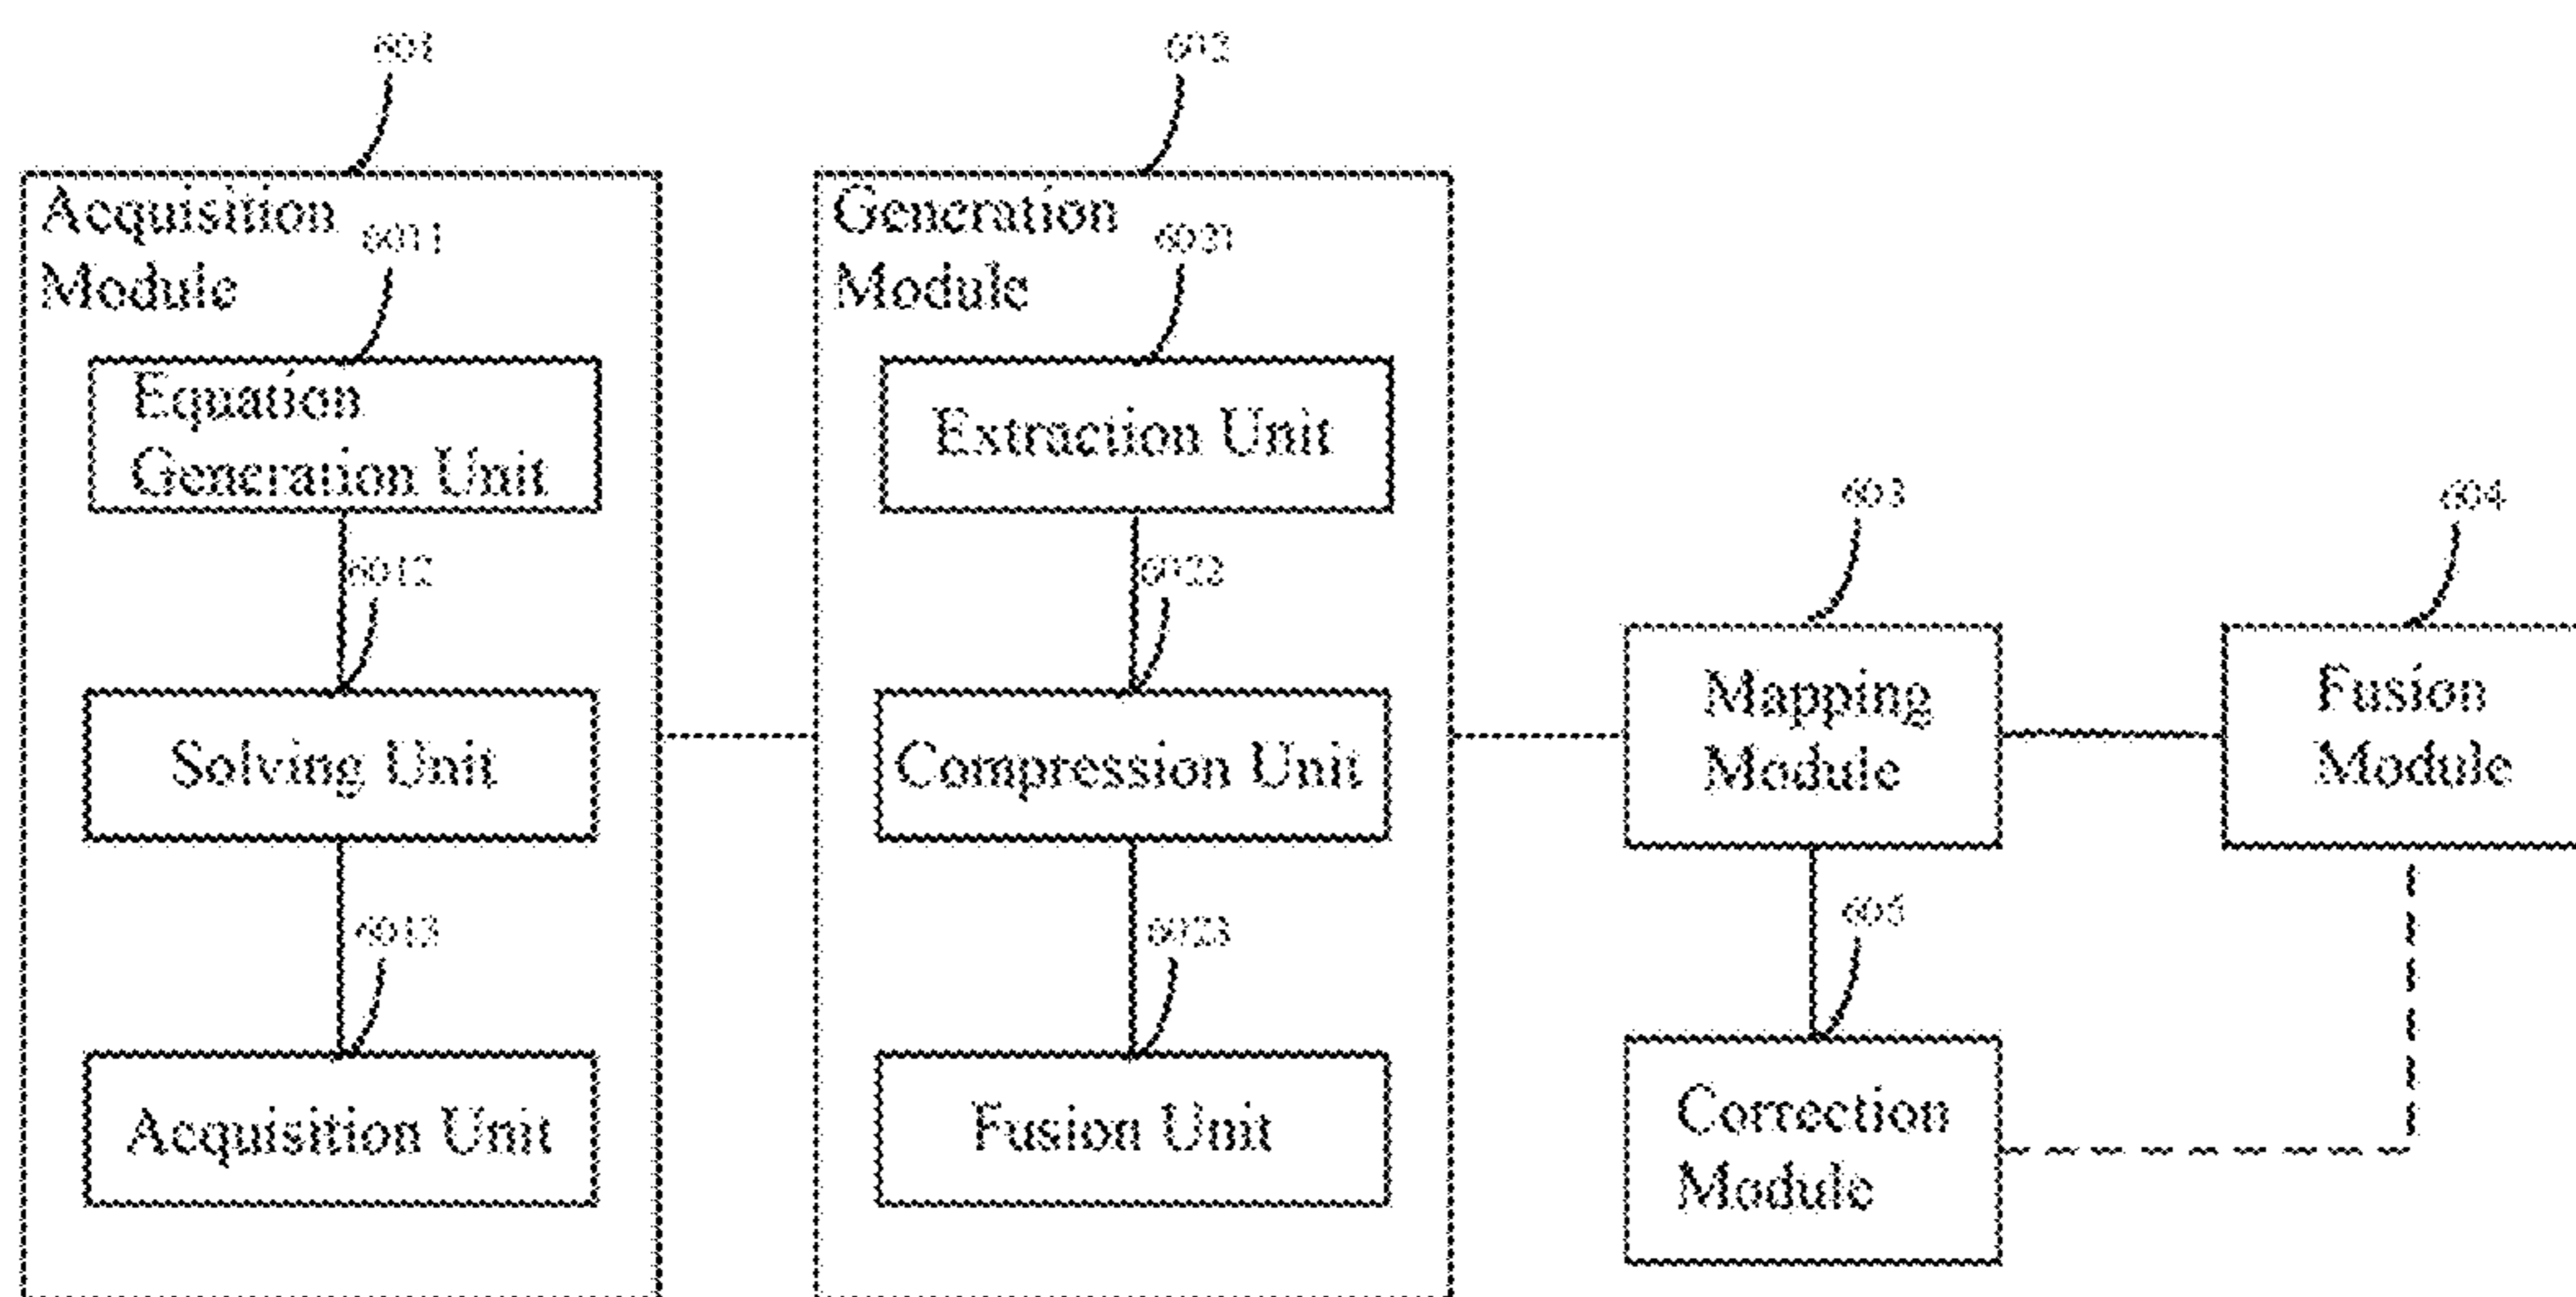 601
Acquisition
Module
6011
Equation
Generation Unit
6012
Solving Unit
6013
Acquisition Unit
602
Generation
Module
6021
Extraction Unit
6022
Compression Unit
6023
Fusion Unit
603
Mapping
Module
604
Fusion
Module
605
Correction
Module